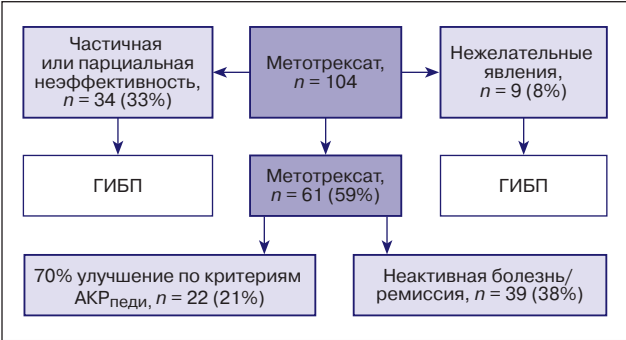 Частичная
или парциальная
неэффективность,
n = 34 (33%)
Метотрексат,
n = 104
Нежелательные
явления,
n = 9 (8%)
ГИБП
Метотрексат,
n = 61 (59%)
ГИБП
70% улучшение по критериям
АКРпеди, n = 22 (21%)
Неактивная болезнь/
ремиссия, n = 39 (38%)